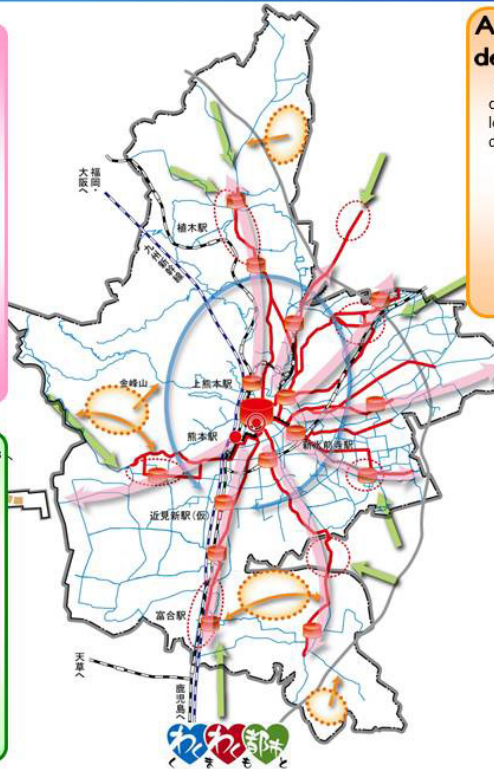 A
de
福岡・
大阪へ
植木駅
九州新幹線
金峰山
上熊本駅
熊本駅
新水前寺駅
近見新駅(仮)
富合駅
天草へ
鹿児島へ
わくわく都市
くまもと